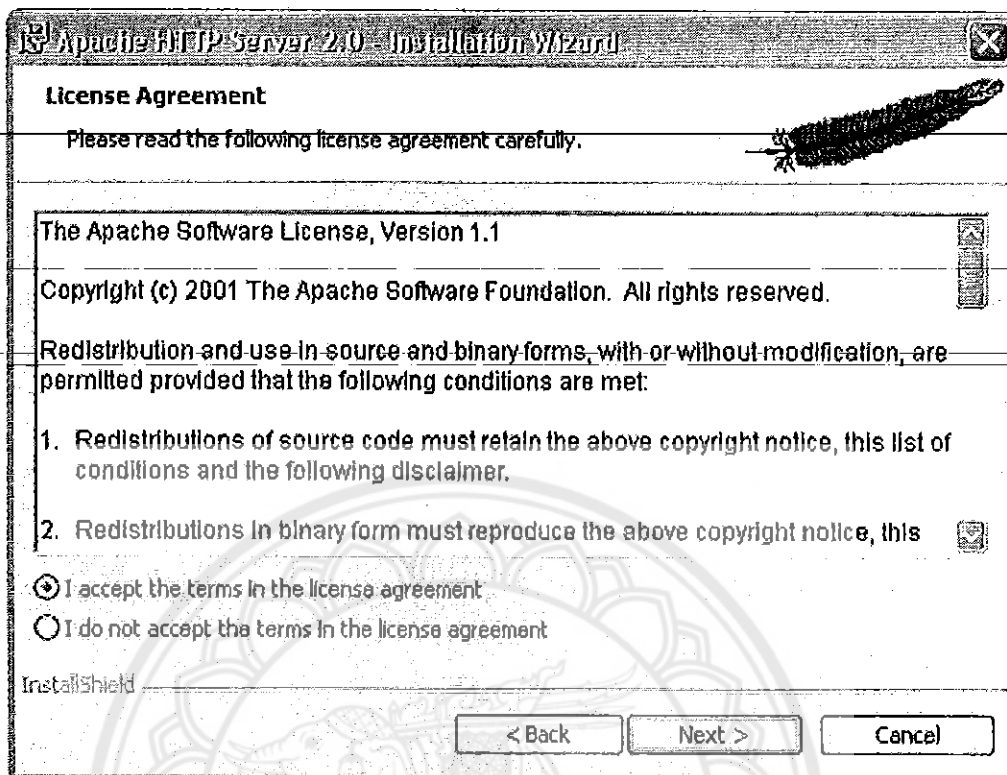 Apache HTTP Server 2.0 - Installation Wizard
License Agreement
Please read the following license agreement carefully.
The Apache Software License, Version 1.1
Copyright (c) 2001 The Apache Software Foundation. All rights reserved.
Redistribution and use in source and binary forms, with or without modification, are
permitted provided that the following conditions are met:
1. Redistributions of source code must retain the above copyright notice, this list of
conditions and the following disclaimer.
2. Redistributions in binary form must reproduce the above copyright notice, this
I accept the terms in the license agreement
I do not accept the terms in the license agreement
InstallShield
< Back
Next >
Cancel